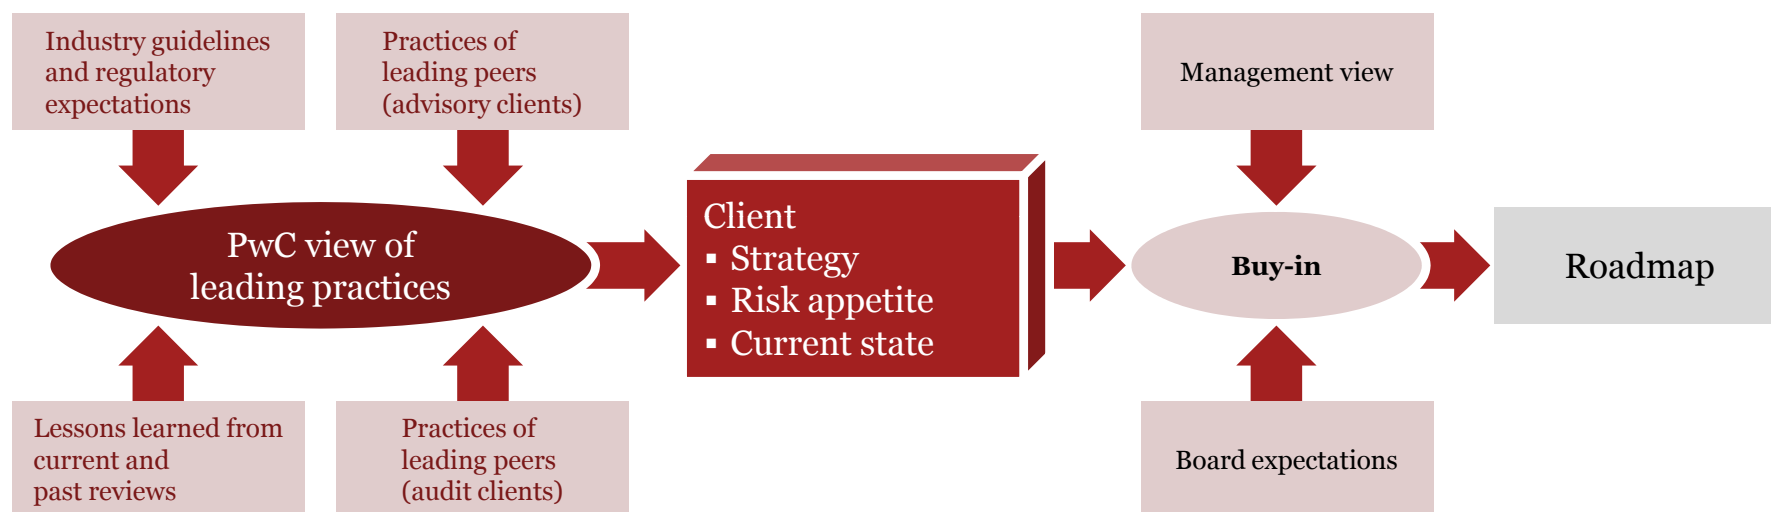 Industry guidelines
and regulatory
expectations
Practices of
leading peers
(advisory clients)
Management view
PwC view of
leading practices
Client
▪ Strategy
▪ Risk appetite
▪ Current state
Buy-in
Roadmap
Lessons learned from
current and
past reviews
Practices of
leading peers
(audit clients)
Board expectations